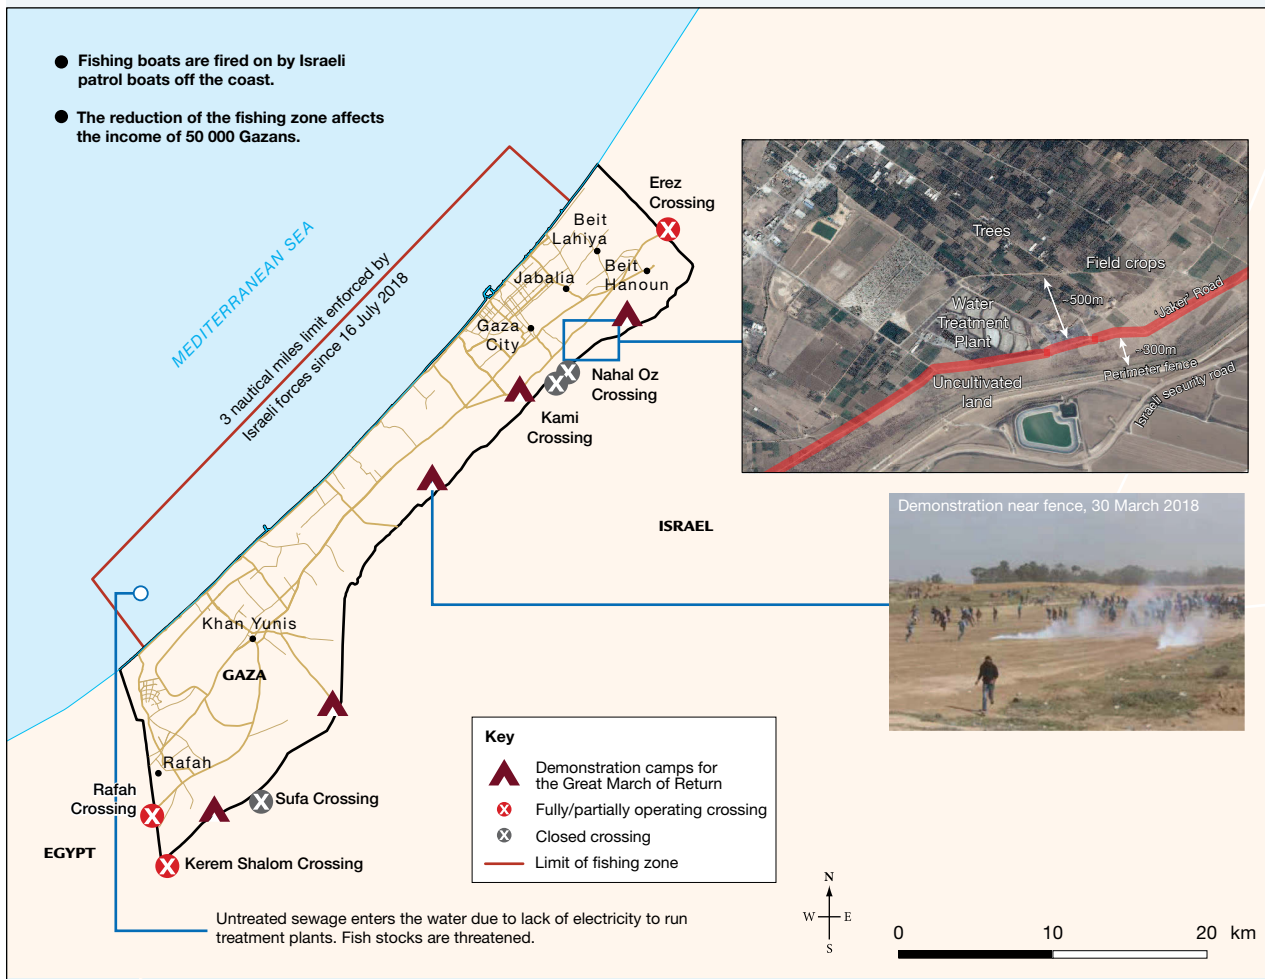 Fishing boats are fired on by Israeli
patrol boats off the coast.
The reduction of the fishing zone affects
the income of 50 000 Gazans.
MEDITERRANEAN SEA
3 nautical miles limit enforced by
Israeli forces since 16 July 2018
Erez
Crossing
Beit
Lahiya
Beit
Hanoun
Jabalia
Gaza
City
Nahal Oz
Crossing
Kami
Crossing
ISRAEL
Trees
Field crops
~500m
'Jaker' Road
Water
Treatment
Plant
~300m
Perimeter fence
Uncultivated
land
Israeli security road
Demonstration near fence, 30 March 2018
Khan Yunis
GAZA
Rafah
Rafah
Crossing
Sufa Crossing
EGYPT
Kerem Shalom Crossing
Key
Demonstration camps for
the Great March of Return
Fully/partially operating crossing
Closed crossing
Limit of fishing zone
Untreated sewage enters the water due to lack of electricity to run
treatment plants. Fish stocks are threatened.
N
W E
S
0 10 20 km